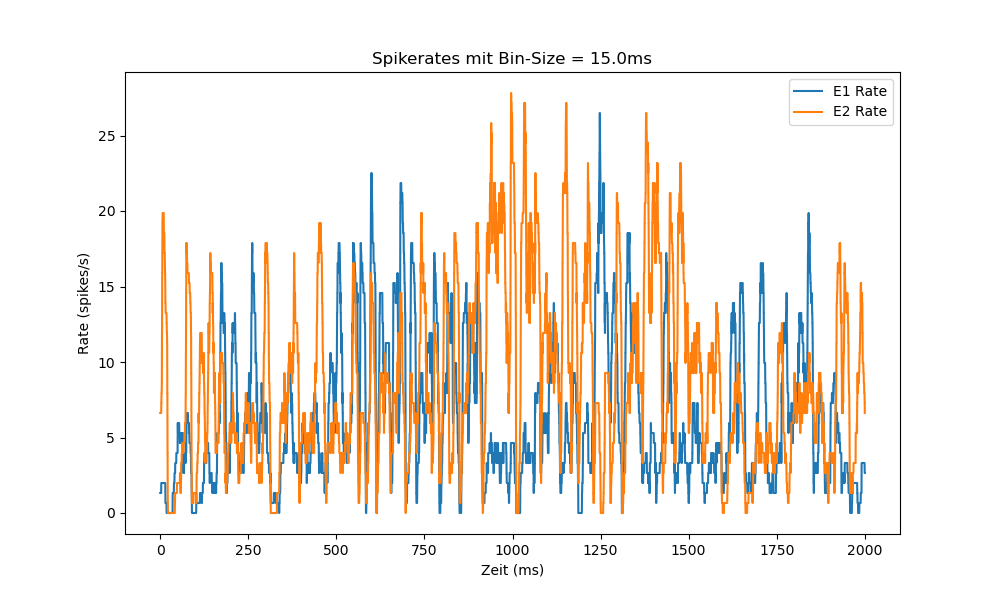 Spikerates mit Bin-Size = 15.0ms
E1 Rate
E2 Rate
Rate (spikes/s)
25
20
15
10
5
0
0 250 500 750 1000 1250 1500 1750 2000
Zeit (ms)